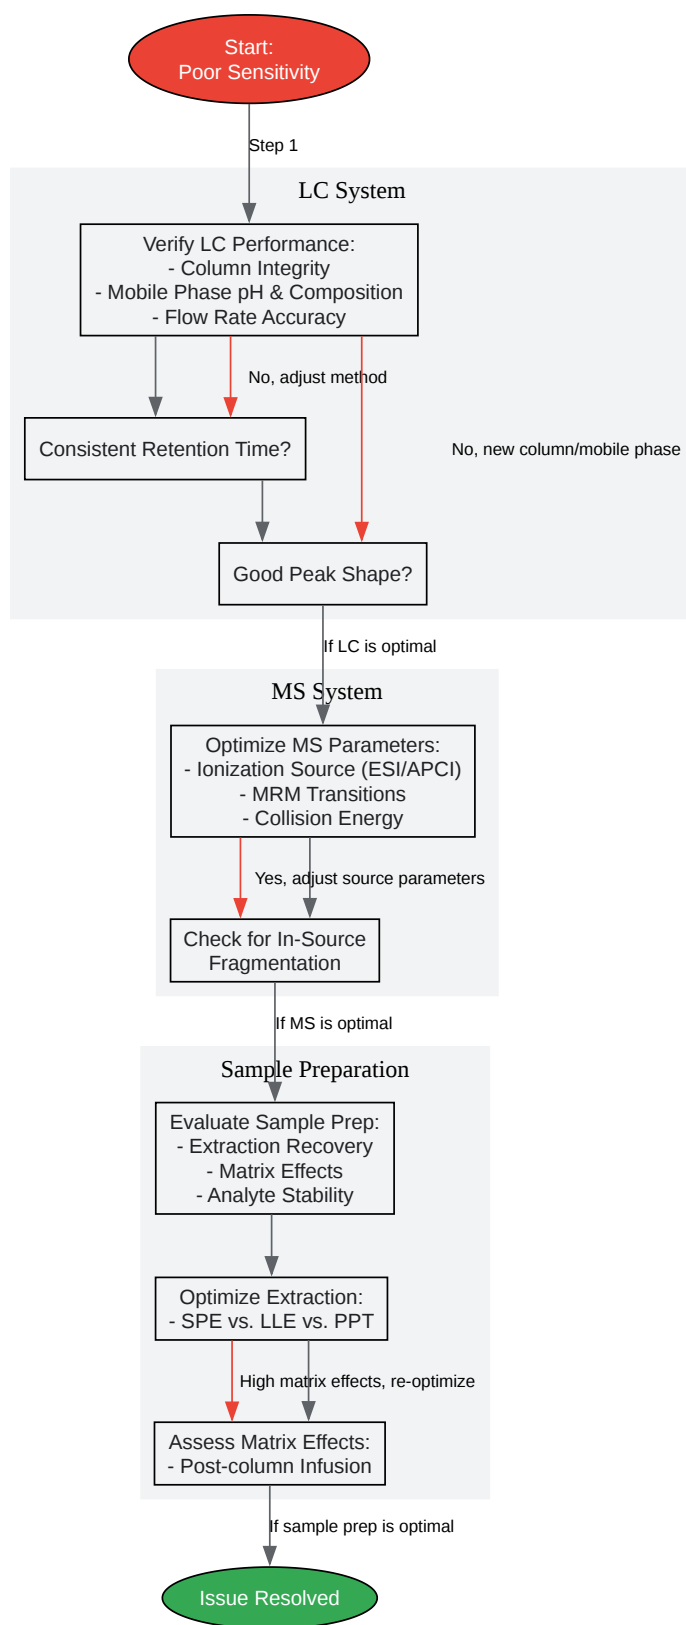 Start:
Poor Sensitivity
Step 1
LC System
Verify LC Performance:
- Column Integrity
- Mobile Phase pH & Composition
- Flow Rate Accuracy
No, adjust method
Consistent Retention Time?
No, new column/mobile phase
Good Peak Shape?
If LC is optimal
MS System
Optimize MS Parameters:
- Ionization Source (ESI/APCI)
- MRM Transitions
- Collision Energy
Yes, adjust source parameters
Check for In-Source
Fragmentation
If MS is optimal
Sample Preparation
Evaluate Sample Prep:
- Extraction Recovery
- Matrix Effects
- Analyte Stability
Optimize Extraction:
- SPE vs. LLE vs. PPT
High matrix effects, re-optimize
Assess Matrix Effects:
- Post-column Infusion
If sample prep is optimal
Issue Resolved